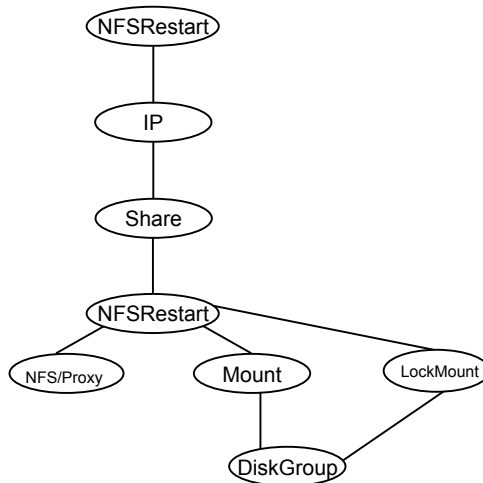 NFSRestart
IP
Share
NFSRestart
NFS/Proxy
Mount
LockMount
DiskGroup